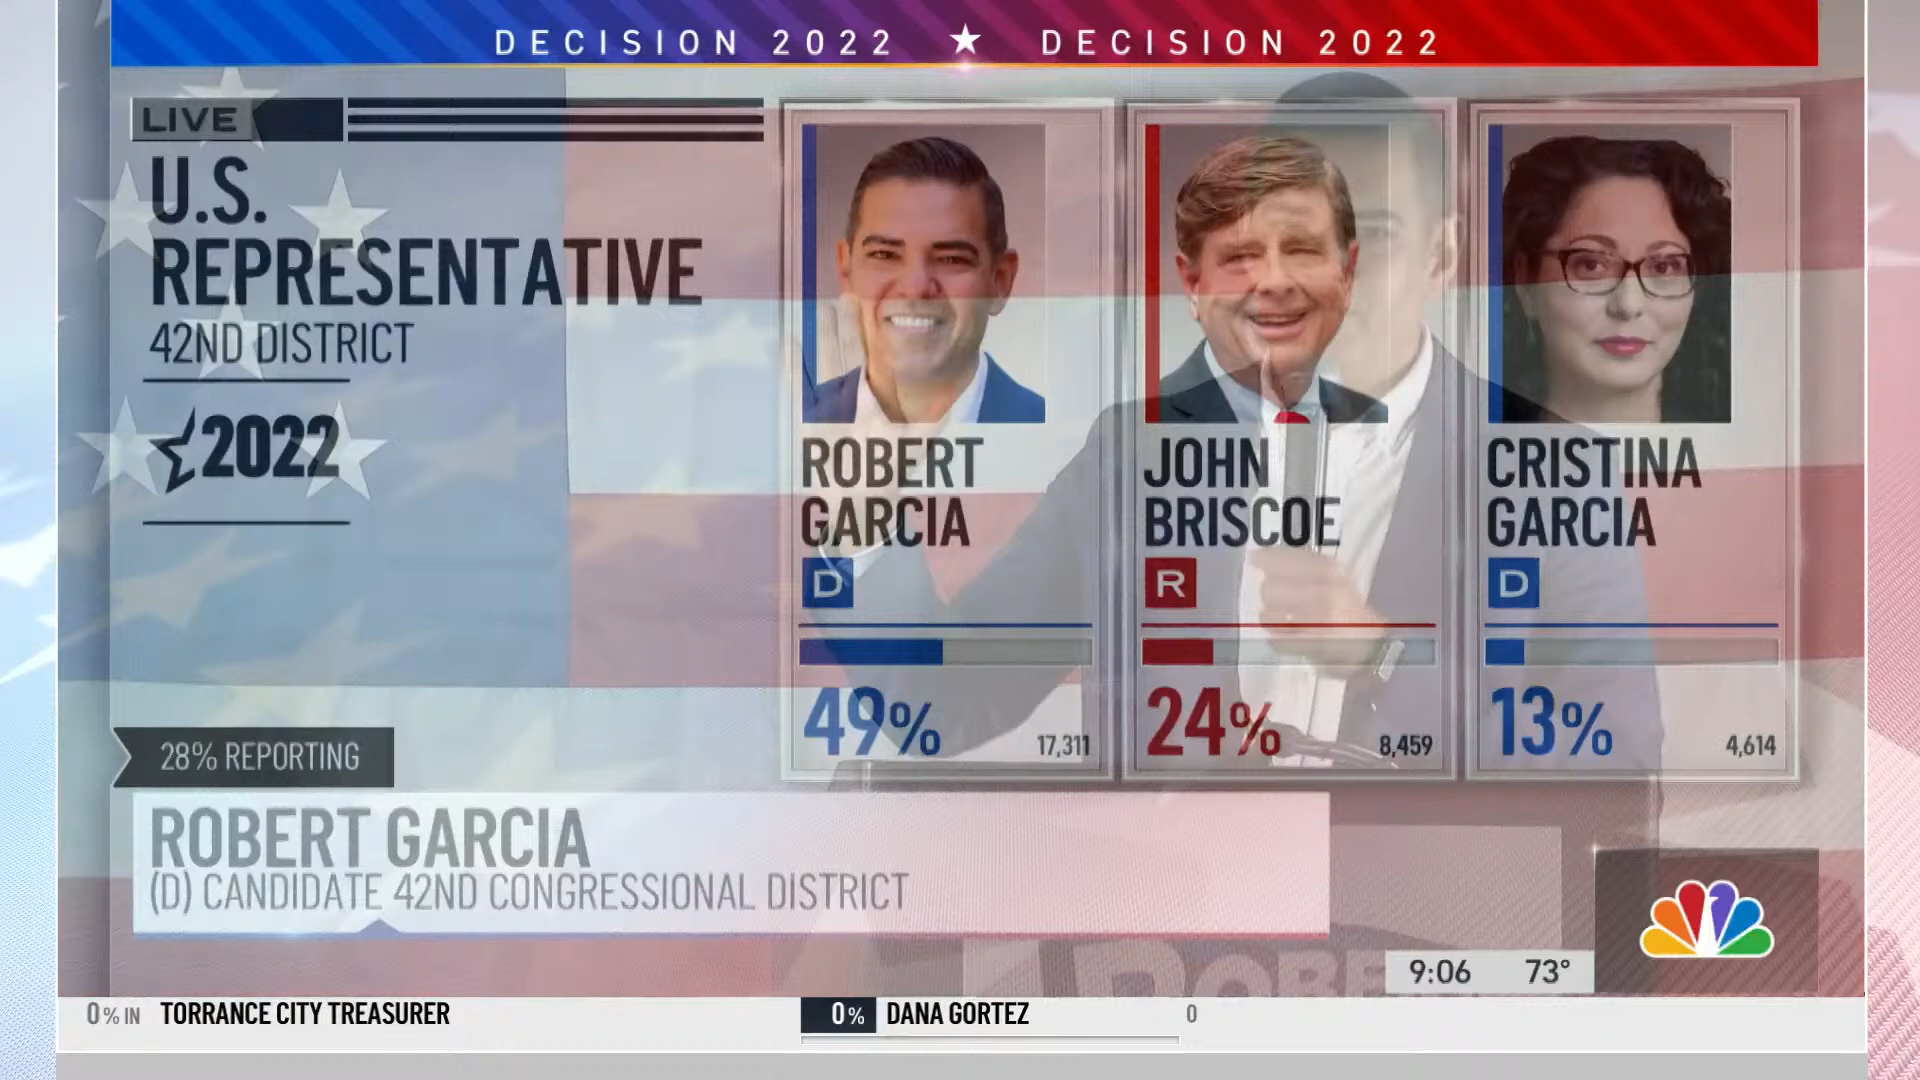 DECISION 2022 ★ DECISION 2022
LIVE
U.S.
REPRESENTATIVE
42ND DISTRICT
2022
28% REPORTING
ROBERT
GARCIA
D
49%
17,311
JOHN
BRISCOE
R
24%
8,459
CRISTINA
GARCIA
D
13%
4,614
ROBERT GARCIA
(D) CANDIDATE 42ND CONGRESSIONAL DISTRICT
9:06 73°
0% IN TORRANCE CITY TREASURER 0% DANA GORTEZ 0